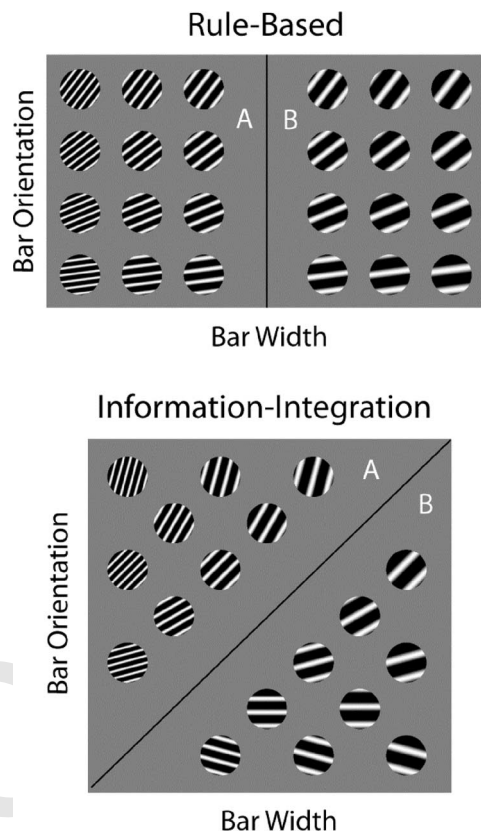 Rule-Based
A B
Bar Orientation
Bar Width
Information-Integration
A
B
Bar Orientation
Bar Width